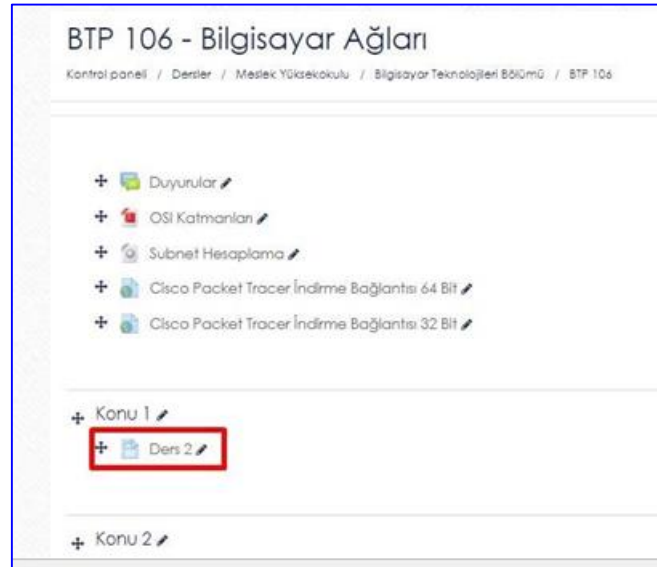 BTP 106 - Bilgisayar Ağları
Kontrol paneli / Dersler / Meslek Yüksekokulu / Bilgisayar Teknolojileri Bölümü / BTP 106
Duyurular
OSI Katmanları
Subnet Hesaplama
Cisco Packet Tracer İndirme Bağlantısı 64 Bit
Cisco Packet Tracer İndirme Bağlantısı 32 Bit
Konu 1
Ders 2
Konu 2